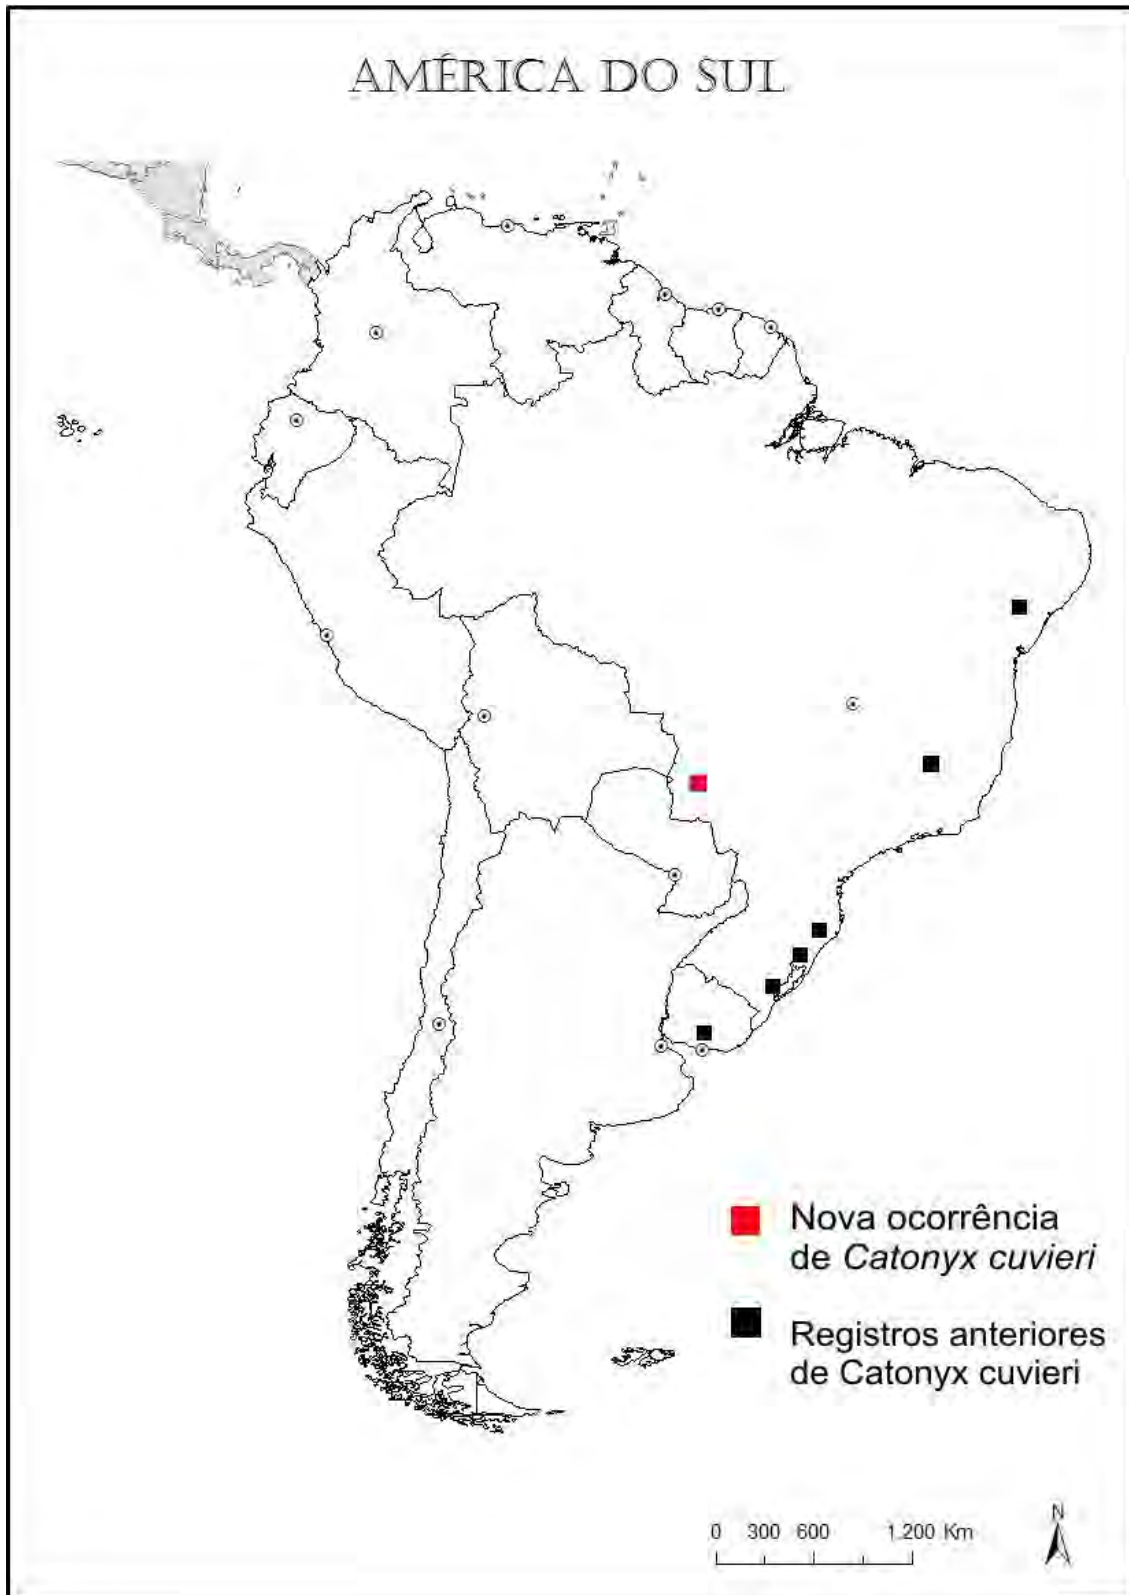 AMÉRICA DO SUL
Nova ocorrência
de Catonyx cuvieri
Registros anteriores
de Catonyx cuvieri
N
0 300 600 1.200 Km